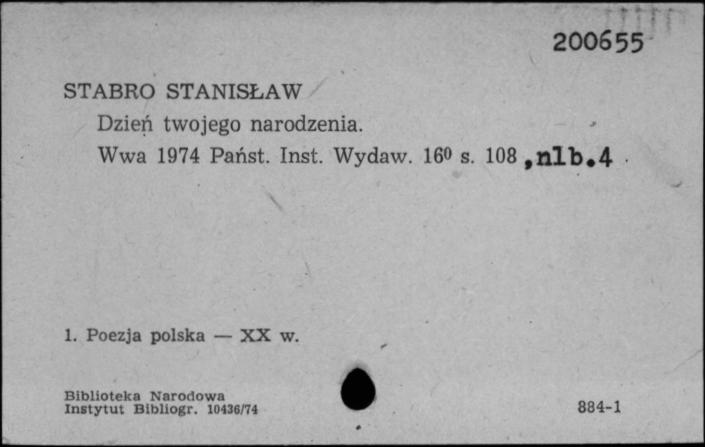 200655
STABRO STANISŁAW
Dzień twojego narodzenia.
Wwa 1974 Państ. Inst. Wydaw. 16⁰ s. 108 ,nlb.4
1. Poezja polska — XX w.
Biblioteka Narodowa
Instytut Bibliogr. 10436/74
884-1